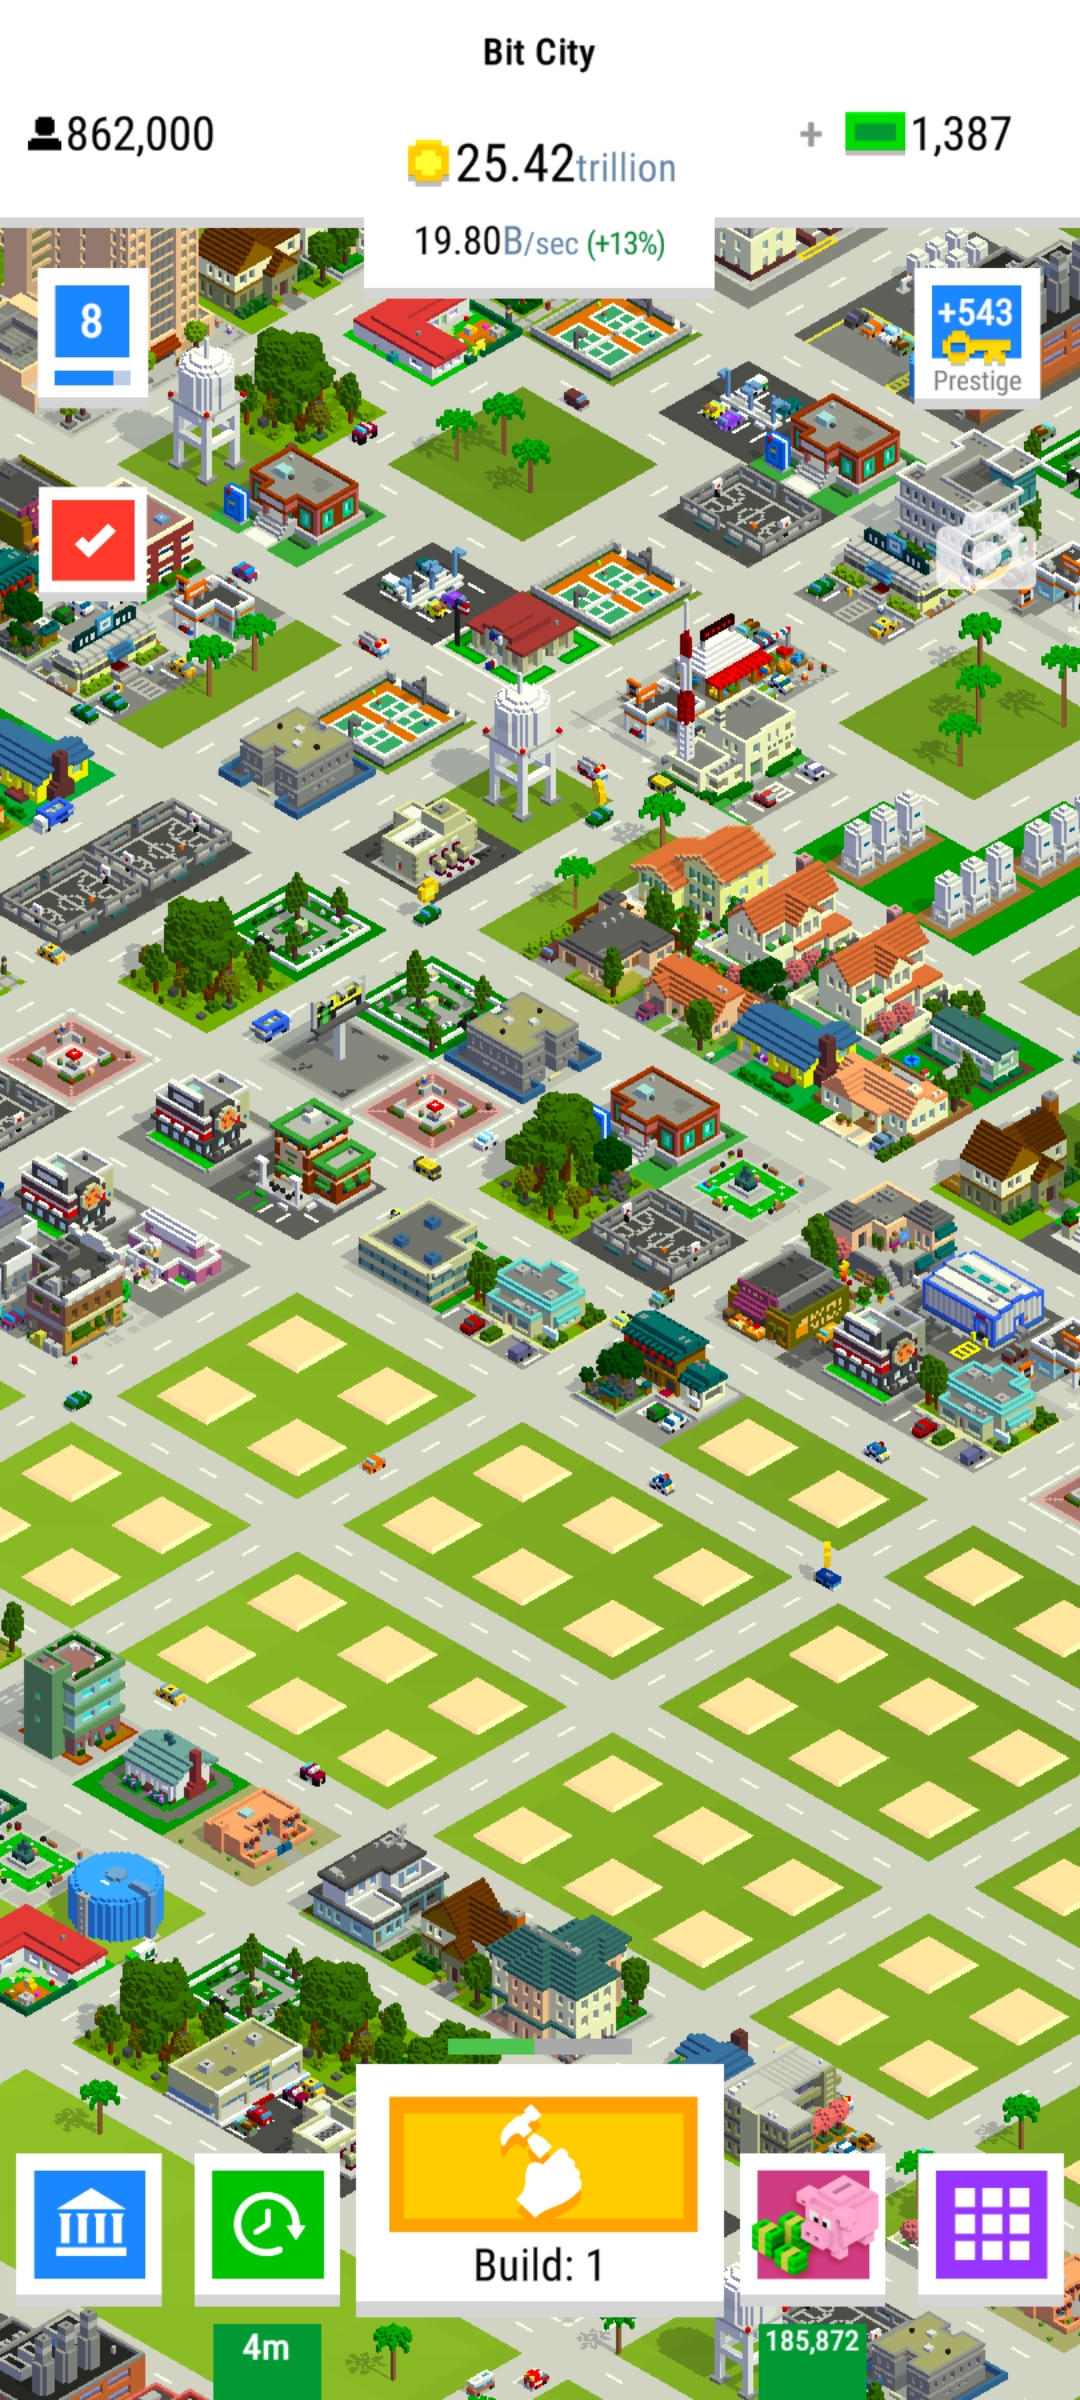 Bit City
862,000
25.42trillion
+ 1,387
19.80B/sec (+13%)
8
+543
Prestige
Build: 1
4m
185,872